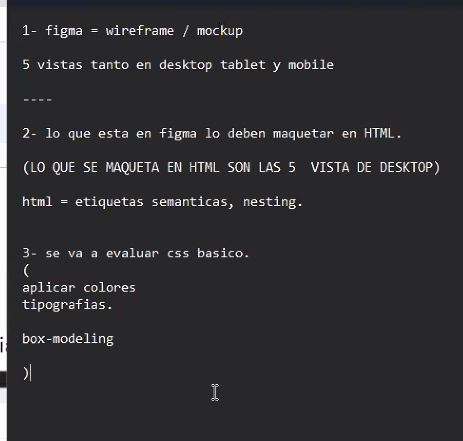 1- figma = wireframe / mockup
5 vistas tanto en desktop tablet y mobile
----
2- lo que esta en figma lo deben maquetar en HTML.
(LO QUE SE MAQUETA EN HTML SON LAS 5 VISTA DE DESKTOP)
html = etiquetas semanticas, nesting.
3- se va a evaluar css basico.
(
aplicar colores
tipografias.
box-modeling
)